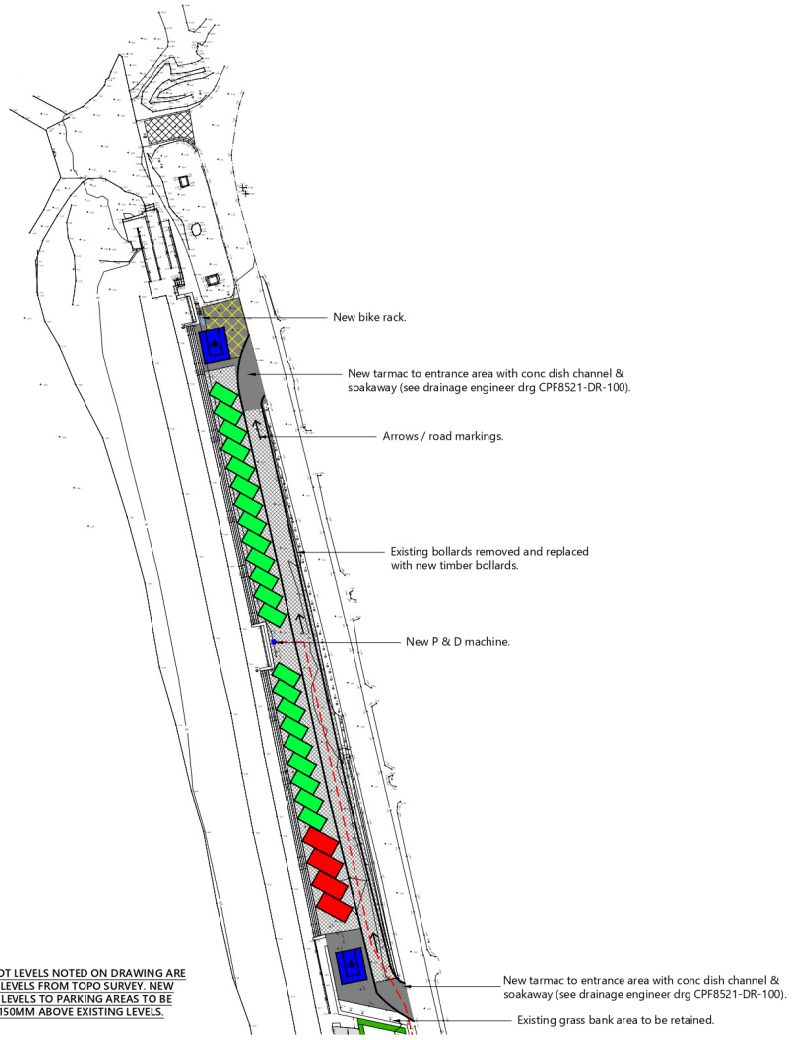 New bike rack.
New tarmac to entrance area with conc dish channel &
soakaway (see drainage engineer drg CPF8521-DR-100).
Arrows / road markings.
Existing bollards removed and replaced
with new timber bollards.
New P & D machine.
OT LEVELS NOTED ON DRAWING ARE
LEVELS FROM TOPO SURVEY. NEW
LEVELS TO PARKING AREAS TO BE
150MM ABOVE EXISTING LEVELS.
New tarmac to entrance area with conc dish channel &
soakaway (see drainage engineer drg CPF8521-DR-100).
Existing grass bank area to be retained.